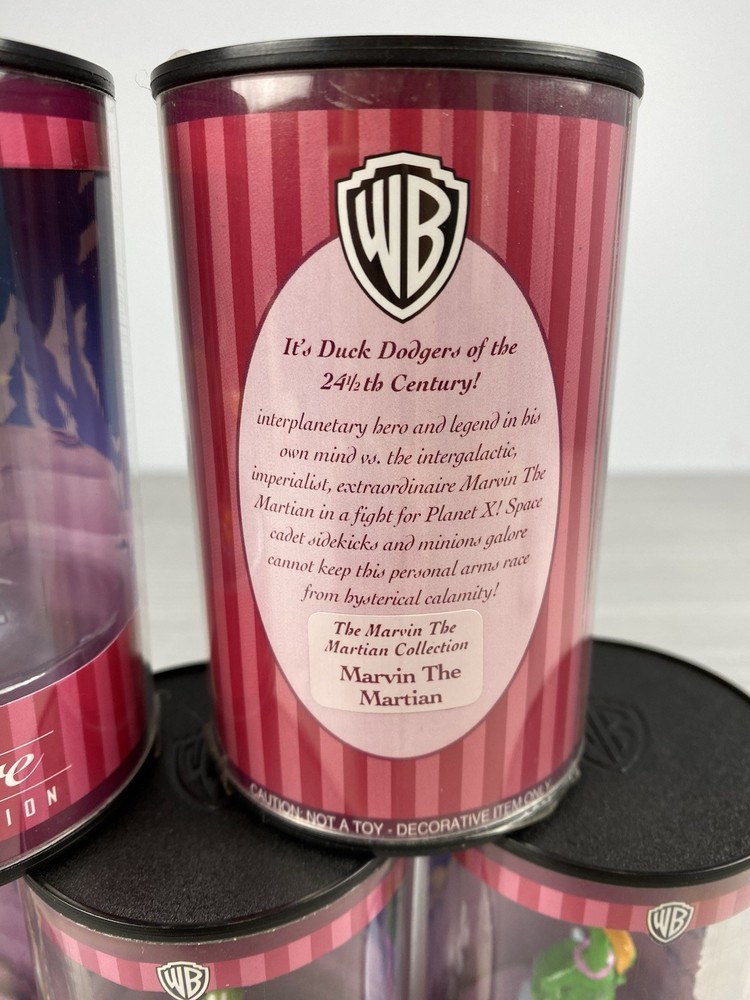 WB
It's Duck Dodgers of the
24½th Century!
interplanetary hero and legend in his
own mind vs. the intergalactic,
imperialist, extraordinaire Marvin The
Martian in a fight for Planet X! Space
cadet sidekicks and minions galore
cannot keep this personal arms race
from hysterical calamity!
The Marvin The
Martian Collection
Marvin The
Martian
CAUTION: NOT A TOY - DECORATIVE ITEM ONLY
WB
WB
WB